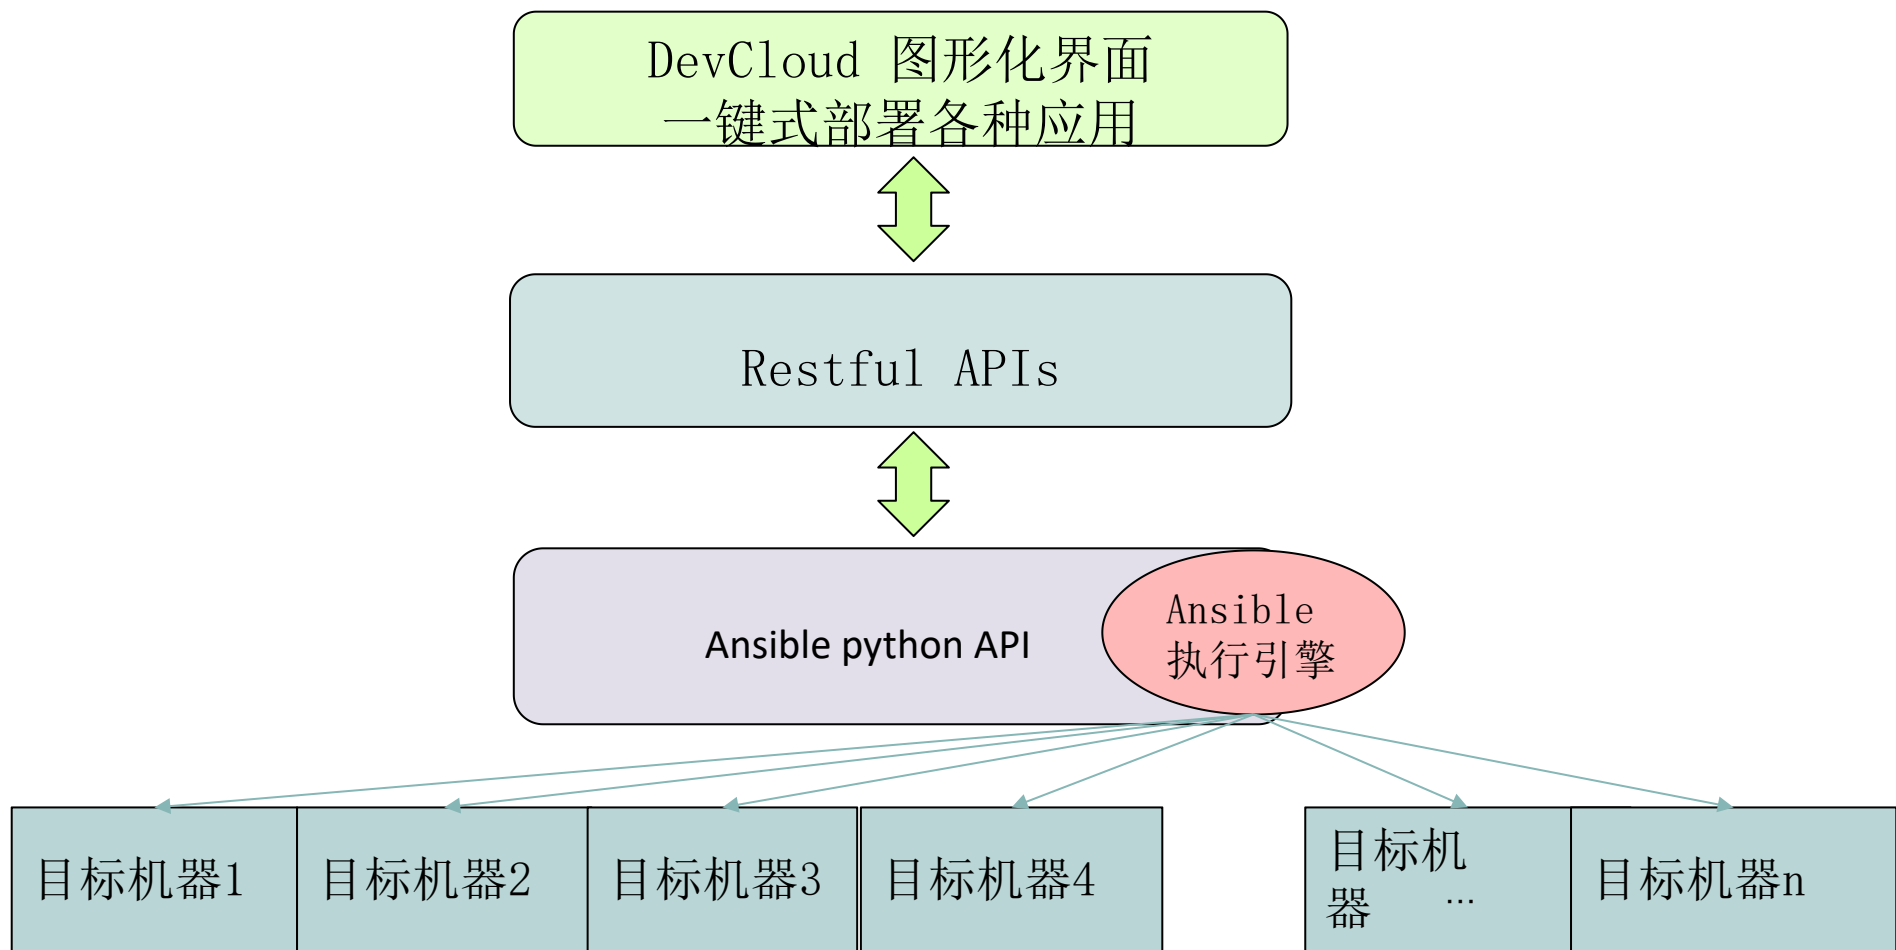 DevCloud 图形化界面
一键式部署各种应用
Restful APIs
Ansible python API
Ansible
执行引擎
目标机器1
目标机器2
目标机器3
目标机器4
目标机
器 …
目标机器n